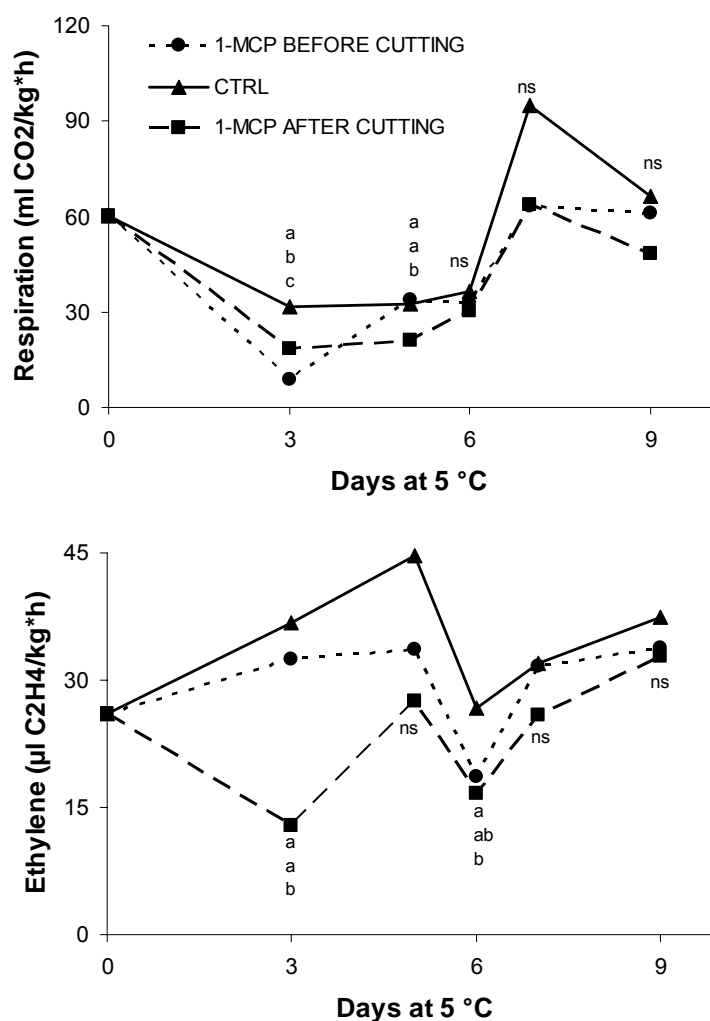 120
1-MCP BEFORE CUTTING
CTRL
1-MCP AFTER CUTTING
ns
ns
90
Respiration (ml CO2/kg*h)
60
a
b
c
a
a
b
ns
30
0
0
3
6
9
Days at 5 °C
45
Ethylene (µl C2H4/kg*h)
30
ns
ns
ns
15
a
a
b
a
ab
b
0
0
3
6
9
Days at 5 °C